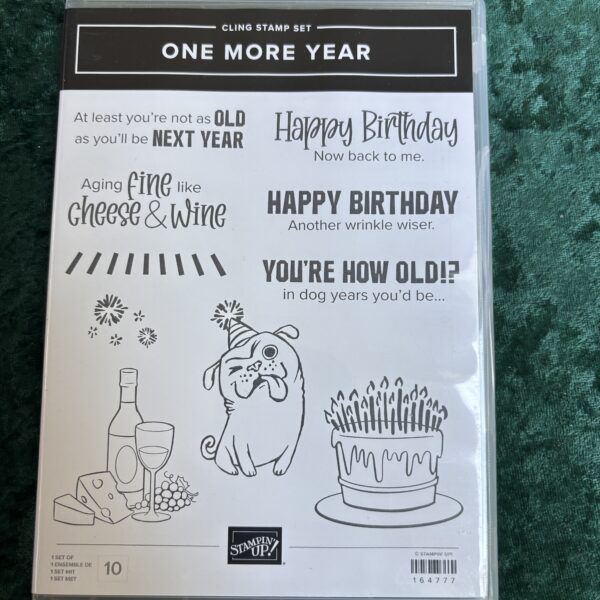 CLING STAMP SET
ONE MORE YEAR
At least you're not as OLD
as you'll be NEXT YEAR
Happy Birthday
Now back to me.
Aging fine like
cheese & wine
HAPPY BIRTHDAY
Another wrinkle wiser.
YOU'RE HOW OLD!?
in dog years you'd be...
STAMPIN'
UP!
1 SET OF
1 ENSEMBLE DE
1 SET MIT
1 SET MET
10
© STAMPIN' UP!
164777